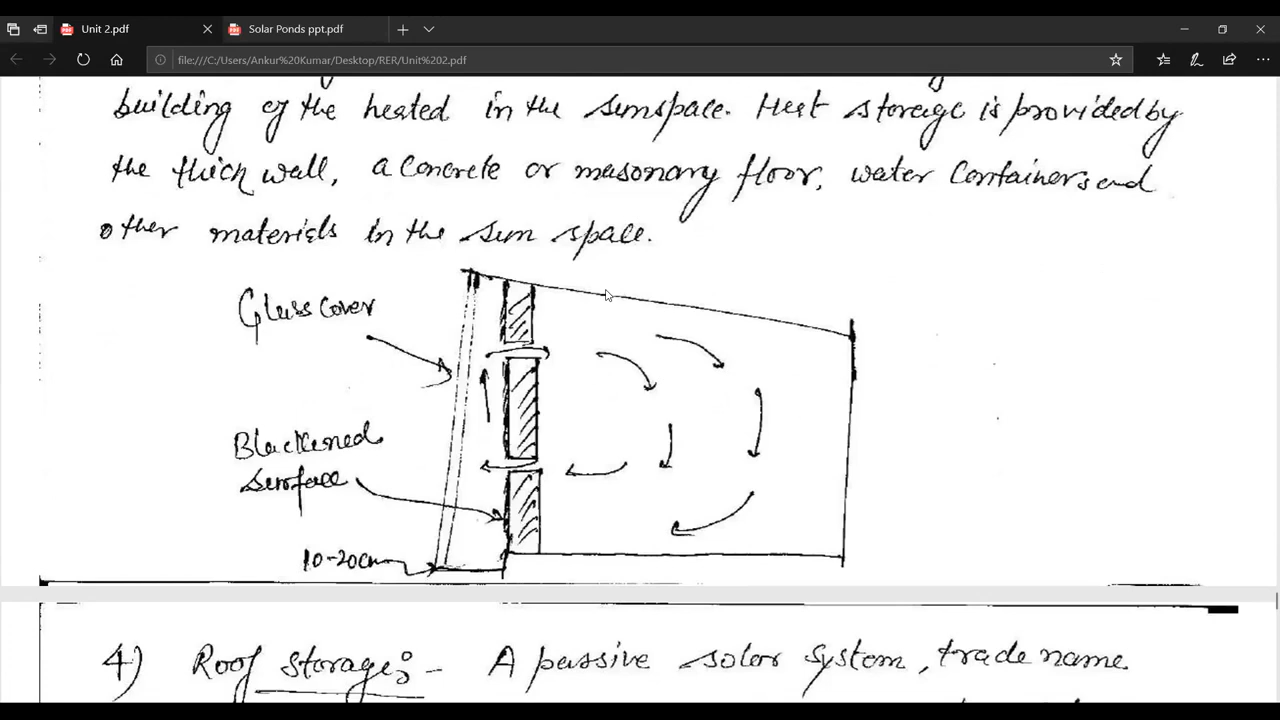 Unit 2.pdf
Solar Ponds ppt.pdf
file:///C:/Users/Ankur%20Kumar/Desktop/RER/Unit%202.pdf
building of the heated in the sunspace. Heat storage is provided by
the thick wall, a concrete or masonary floor, water containers and
other materials in the sun space.
Glass cover
Blackened
surface
10-20cm
4) Roof storage:- A passive solar system, trade name